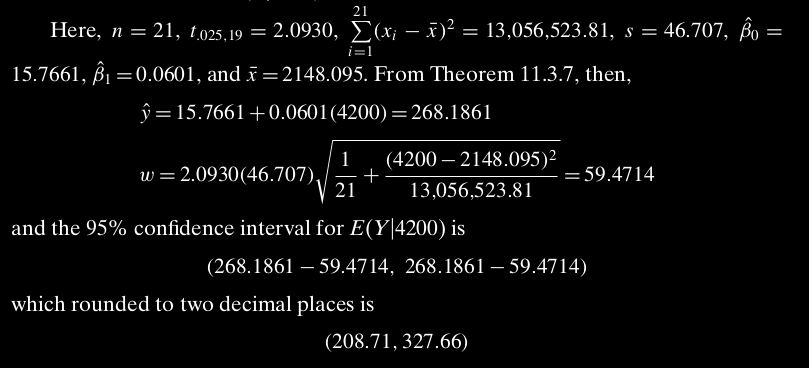 Here, n = 21, t.025,19 = 2.0930, ∑_{i=1}^{21} (xᵢ − x̄)² = 13,056,523.81, s = 46.707, β̂₀ =
15.7661, β̂₁ = 0.0601, and x̄ = 2148.095. From Theorem 11.3.7, then,
ŷ = 15.7661 + 0.0601(4200) = 268.1861
w = 2.0930(46.707)√(1/21 + (4200 − 2148.095)²/13,056,523.81) = 59.4714
and the 95% confidence interval for E(Y|4200) is
(268.1861 − 59.4714, 268.1861 − 59.4714)
which rounded to two decimal places is
(208.71, 327.66)